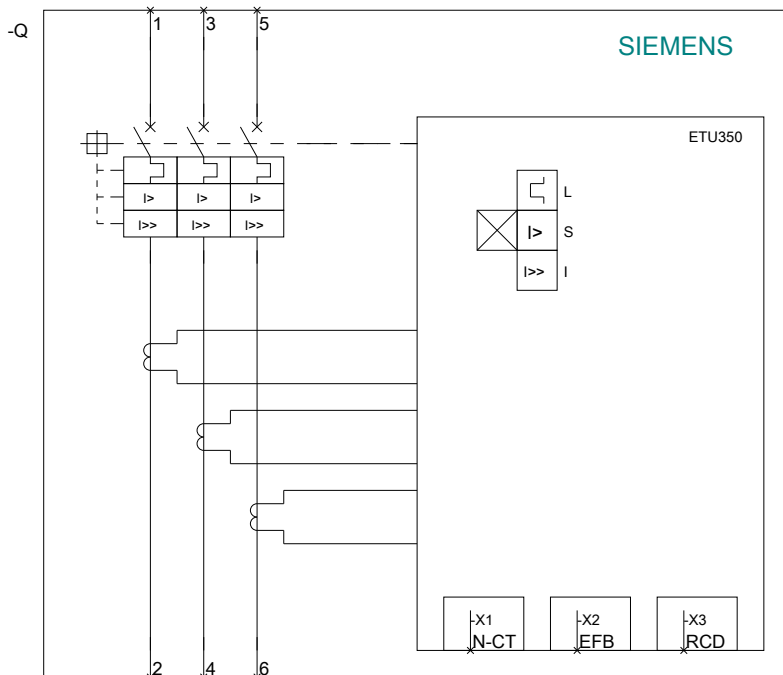 -Q
1 3 5
SIEMENS
ETU350
L
I> I> I>
I> S
I>> I>> I>>
I>> I
-X1 -X2 -X3
N-CT EFB RCD
2 4 6